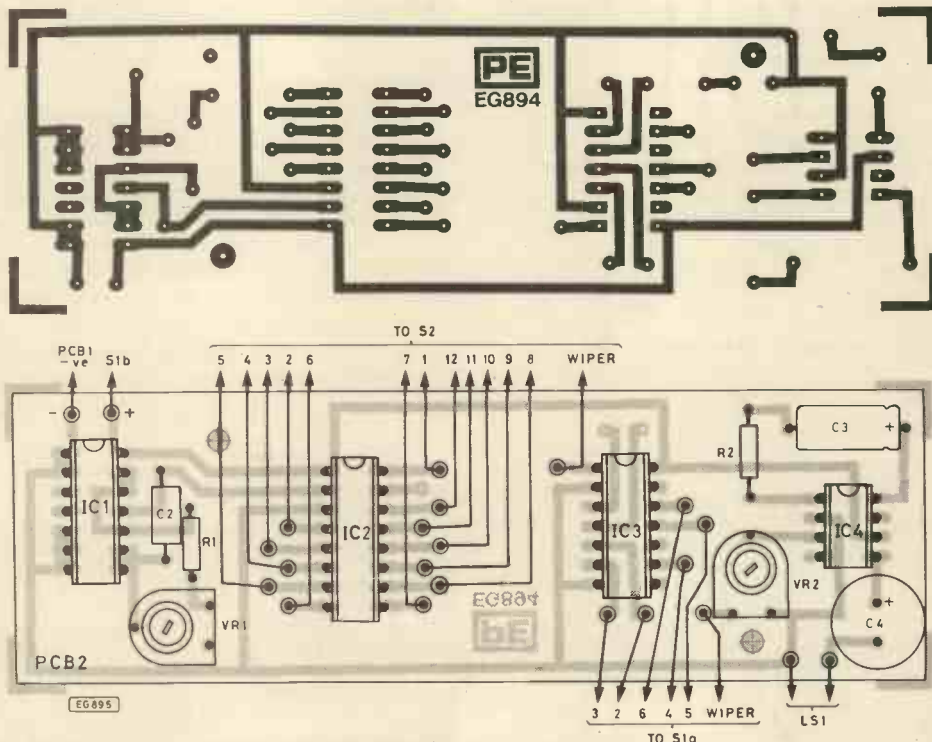 PE
EG894
TO S2
PCB1 -ve S1b 5 4 3 2 6 7 1 12 11 10 9 8 WIPER
- +
C3 +
R2
IC1 C2 R1 IC2 IC3 IC4
EG894
PE
VR1 VR2 + C4
PCB2
EG895
3 2 6 4 5 WIPER LS1
TO S1a